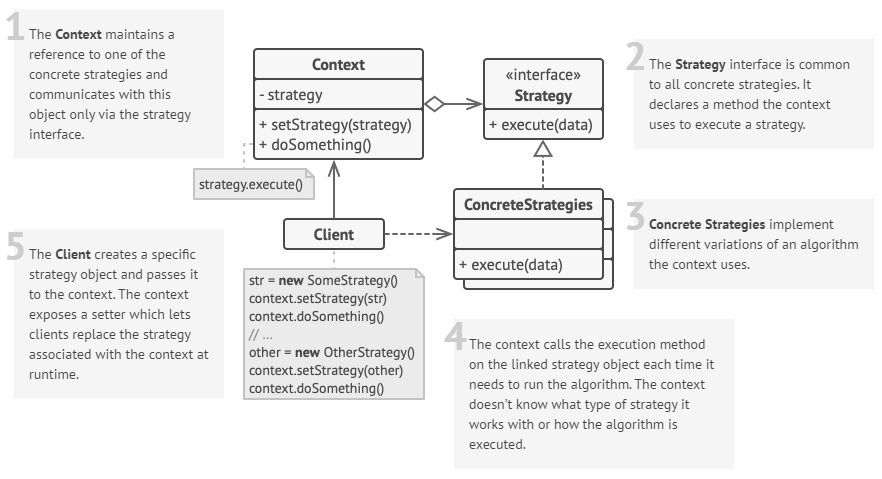 1
The Context maintains a
reference to one of the
concrete strategies and
communicates with this
object only via the strategy
interface.
Context
- strategy
+ setStrategy(strategy)
+ doSomething()
strategy.execute()
«interface»
Strategy
+ execute(data)
2
The Strategy interface is common
to all concrete strategies. It
declares a method the context
uses to execute a strategy.
ConcreteStrategies
+ execute(data)
3
Concrete Strategies implement
different variations of an algorithm
the context uses.
Client
str = new SomeStrategy()
context.setStrategy(str)
context.doSomething()
// ...
other = new OtherStrategy()
context.setStrategy(other)
context.doSomething()
4
The context calls the execution method
on the linked strategy object each time it
needs to run the algorithm. The context
doesn’t know what type of strategy it
works with or how the algorithm is
executed.
5
The Client creates a specific
strategy object and passes it
to the context. The context
exposes a setter which lets
clients replace the strategy
associated with the context at
runtime.